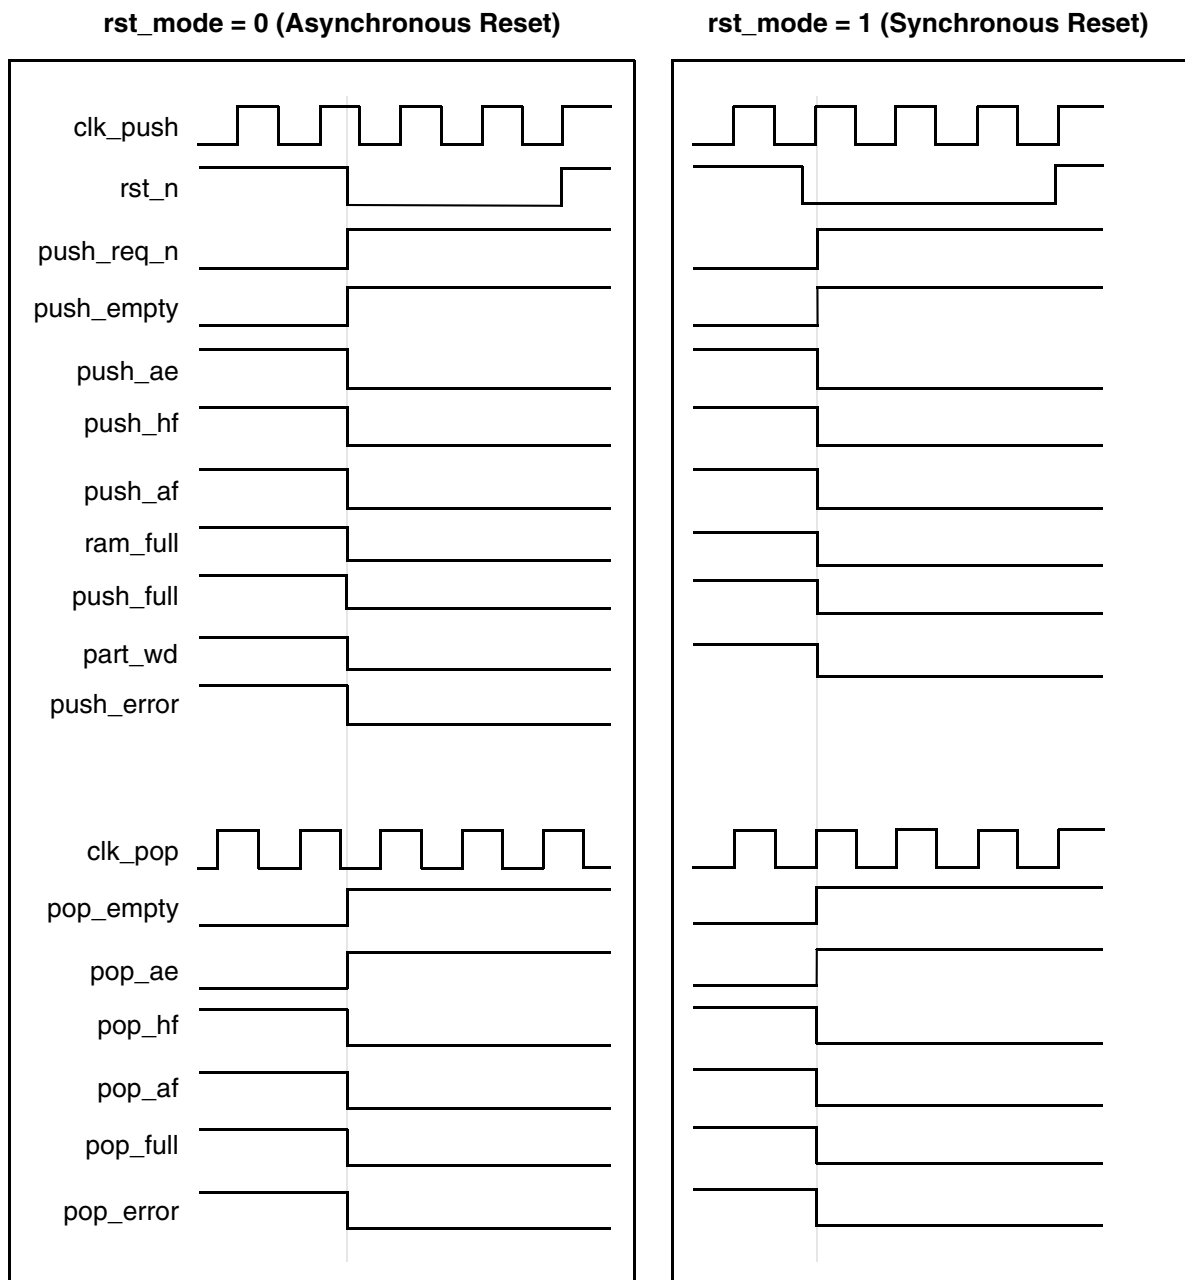 rst_mode = 0 (Asynchronous Reset)
rst_mode = 1 (Synchronous Reset)
clk_push
rst_n
push_req_n
push_empty
push_ae
push_hf
push_af
ram_full
push_full
part_wd
push_error
clk_pop
pop_empty
pop_ae
pop_hf
pop_af
pop_full
pop_error